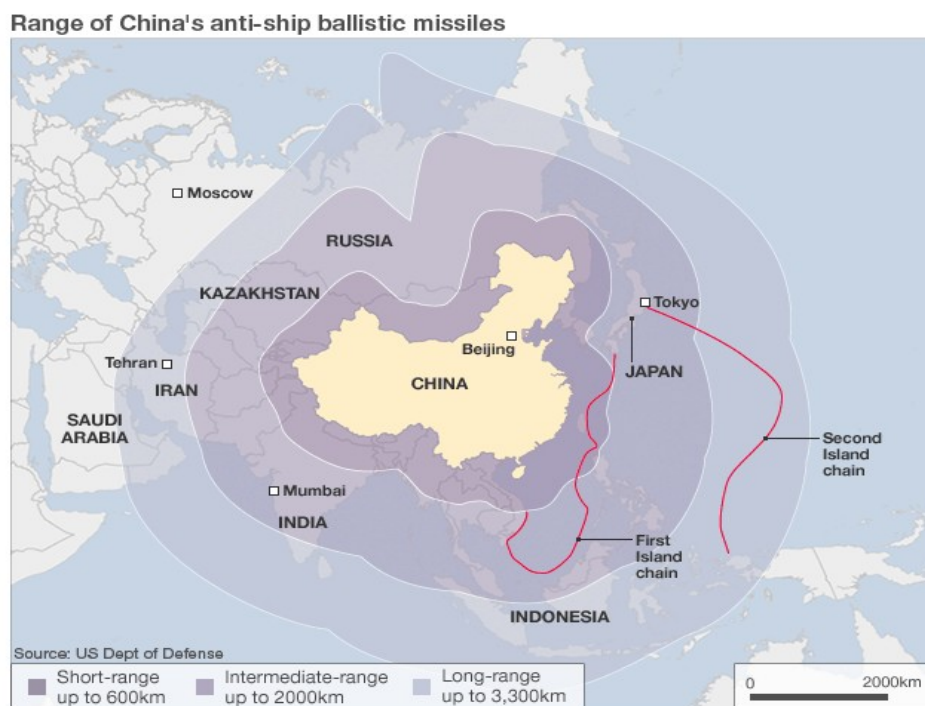 Range of China's anti-ship ballistic missiles
Moscow
RUSSIA
KAZAKHSTAN
Tokyo
Beijing
Tehran
JAPAN
IRAN
CHINA
SAUDI
ARABIA
Second
Island
chain
Mumbai
INDIA
First
Island
chain
INDONESIA
Source: US Dept of Defense
Short-range
up to 600km
Intermediate-range
up to 2000km
Long-range
up to 3,300km
0 2000km